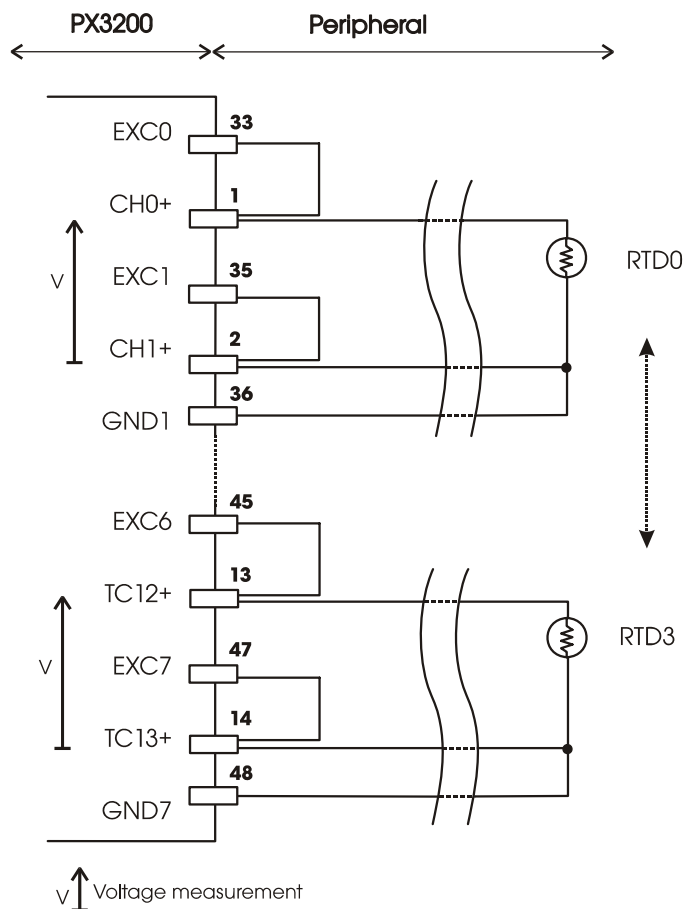 PX3200 Peripheral
EXC0 33
CH0+ 1
RTD0
EXC1 35
V
CH1+ 2
GND1 36
EXC6 45
TC12+ 13
RTD3
EXC7 47
V
TC13+ 14
GND7 48
V Voltage measurement